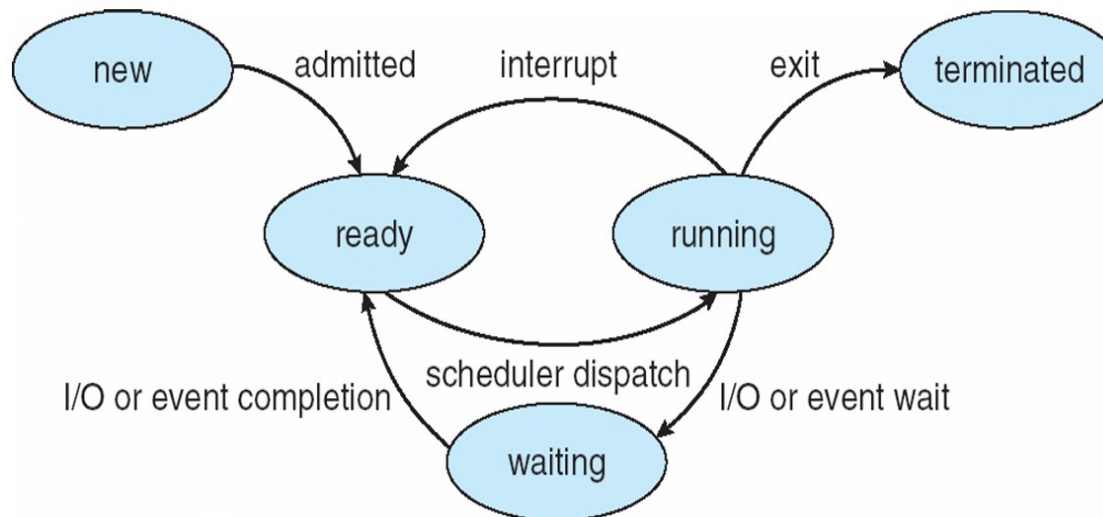 new
admitted
interrupt
exit
terminated
ready
running
I/O or event completion
scheduler dispatch
I/O or event wait
waiting